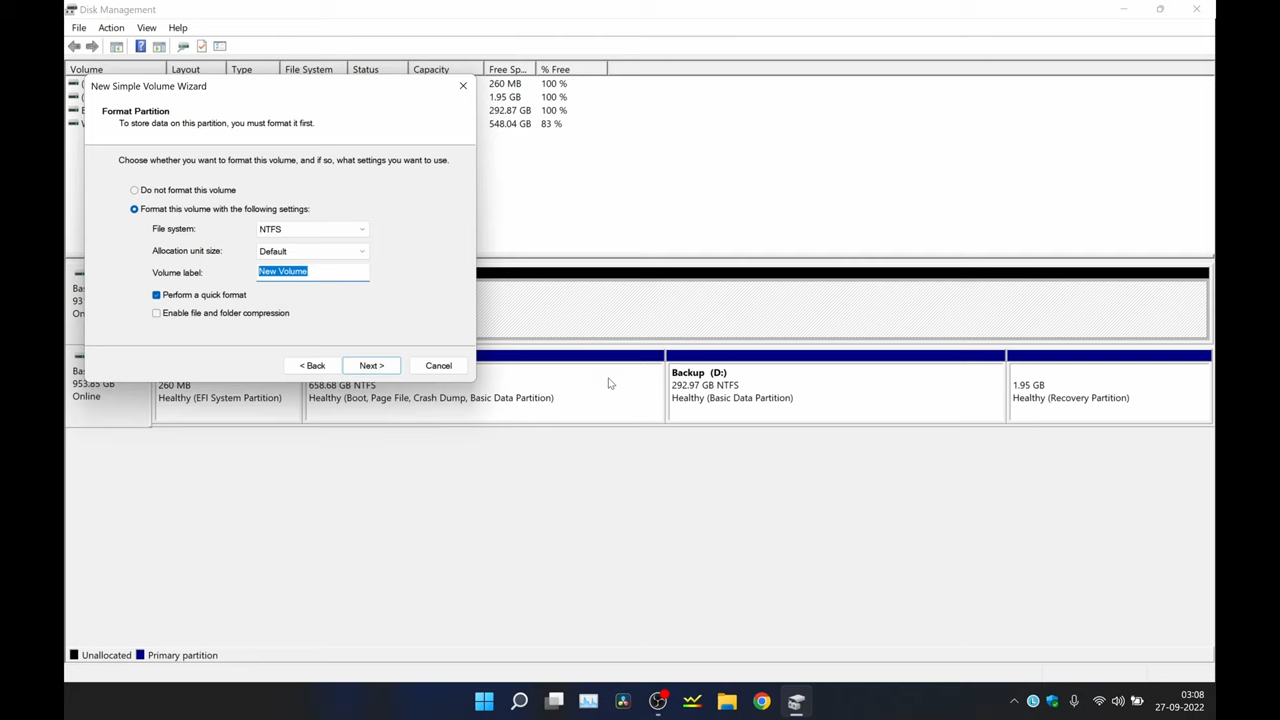 Disk Management
File Action View Help
Volume Layout Type File System Status Capacity Free Sp... % Free
260 MB 100 %
1.95 GB 100 %
292.87 GB 100 %
548.04 GB 83 %
New Simple Volume Wizard
Format Partition
To store data on this partition, you must format it first.
Choose whether you want to format this volume, and if so, what settings you want to use.
Do not format this volume
Format this volume with the following settings:
File system: NTFS
Allocation unit size: Default
Volume label: New Volume
Perform a quick format
Enable file and folder compression
< Back Next > Cancel
Bas
93
On
Bas
953.85 GB
Online
260 MB
Healthy (EFI System Partition)
658.68 GB NTFS
Healthy (Boot, Page File, Crash Dump, Basic Data Partition)
Backup (D:)
292.97 GB NTFS
Healthy (Basic Data Partition)
1.95 GB
Healthy (Recovery Partition)
Unallocated Primary partition
03:08
27-09-2022